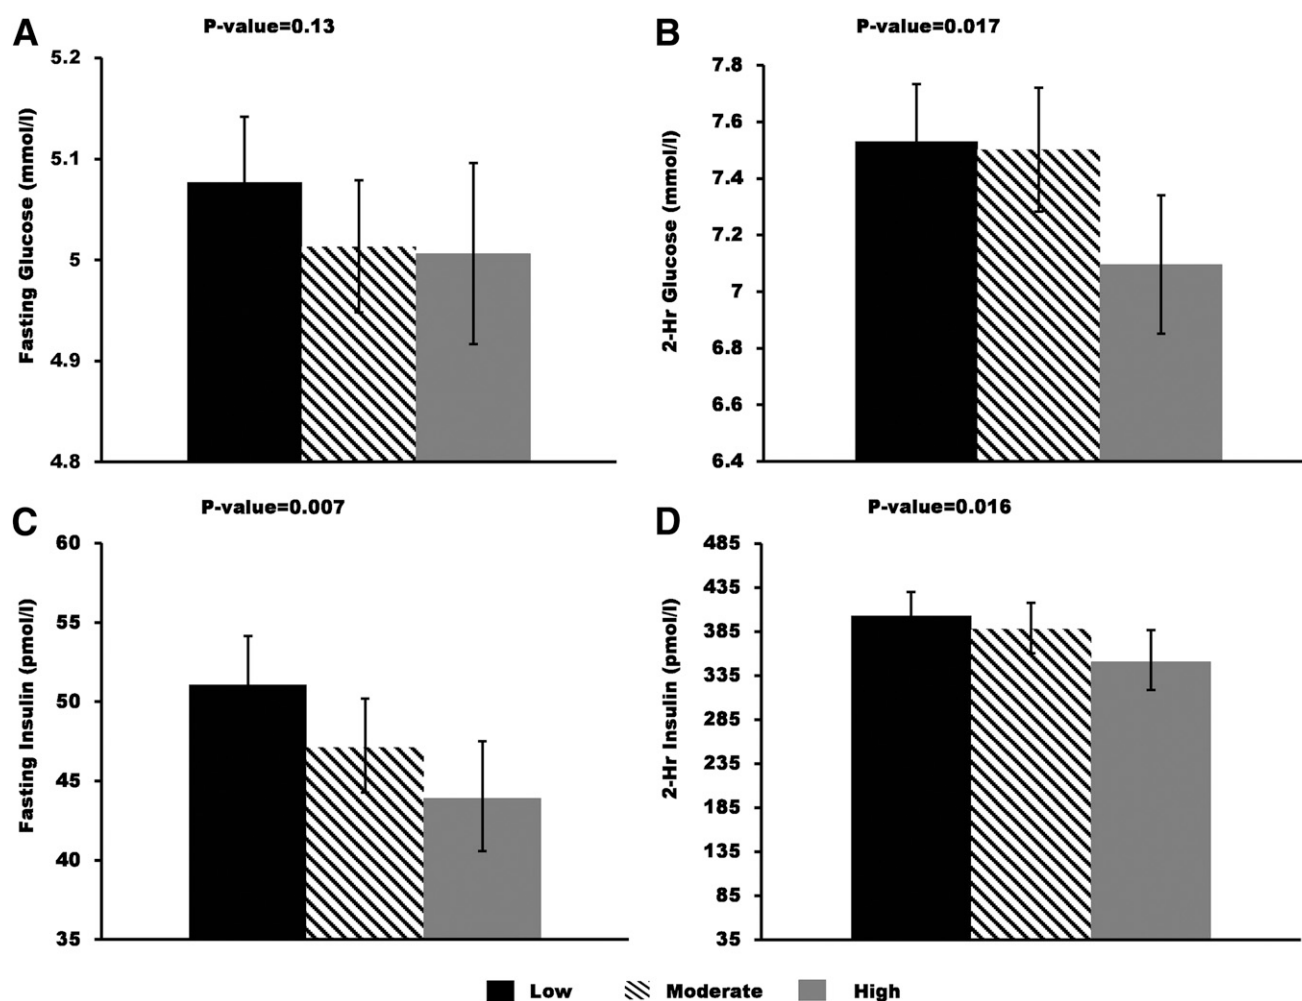 A
P-value=0.13
5.2
5.1
5
4.9
4.8
Fasting Glucose (mmol/l)
B
P-value=0.017
7.8
7.6
7.4
7.2
7
6.8
6.6
6.4
2-Hr Glucose (mmol/l)
C
P-value=0.007
60
55
50
45
40
35
Fasting Insulin (pmol/l)
D
P-value=0.016
485
435
385
335
285
235
185
135
85
35
2-Hr Insulin (pmol/l)
Low Moderate High